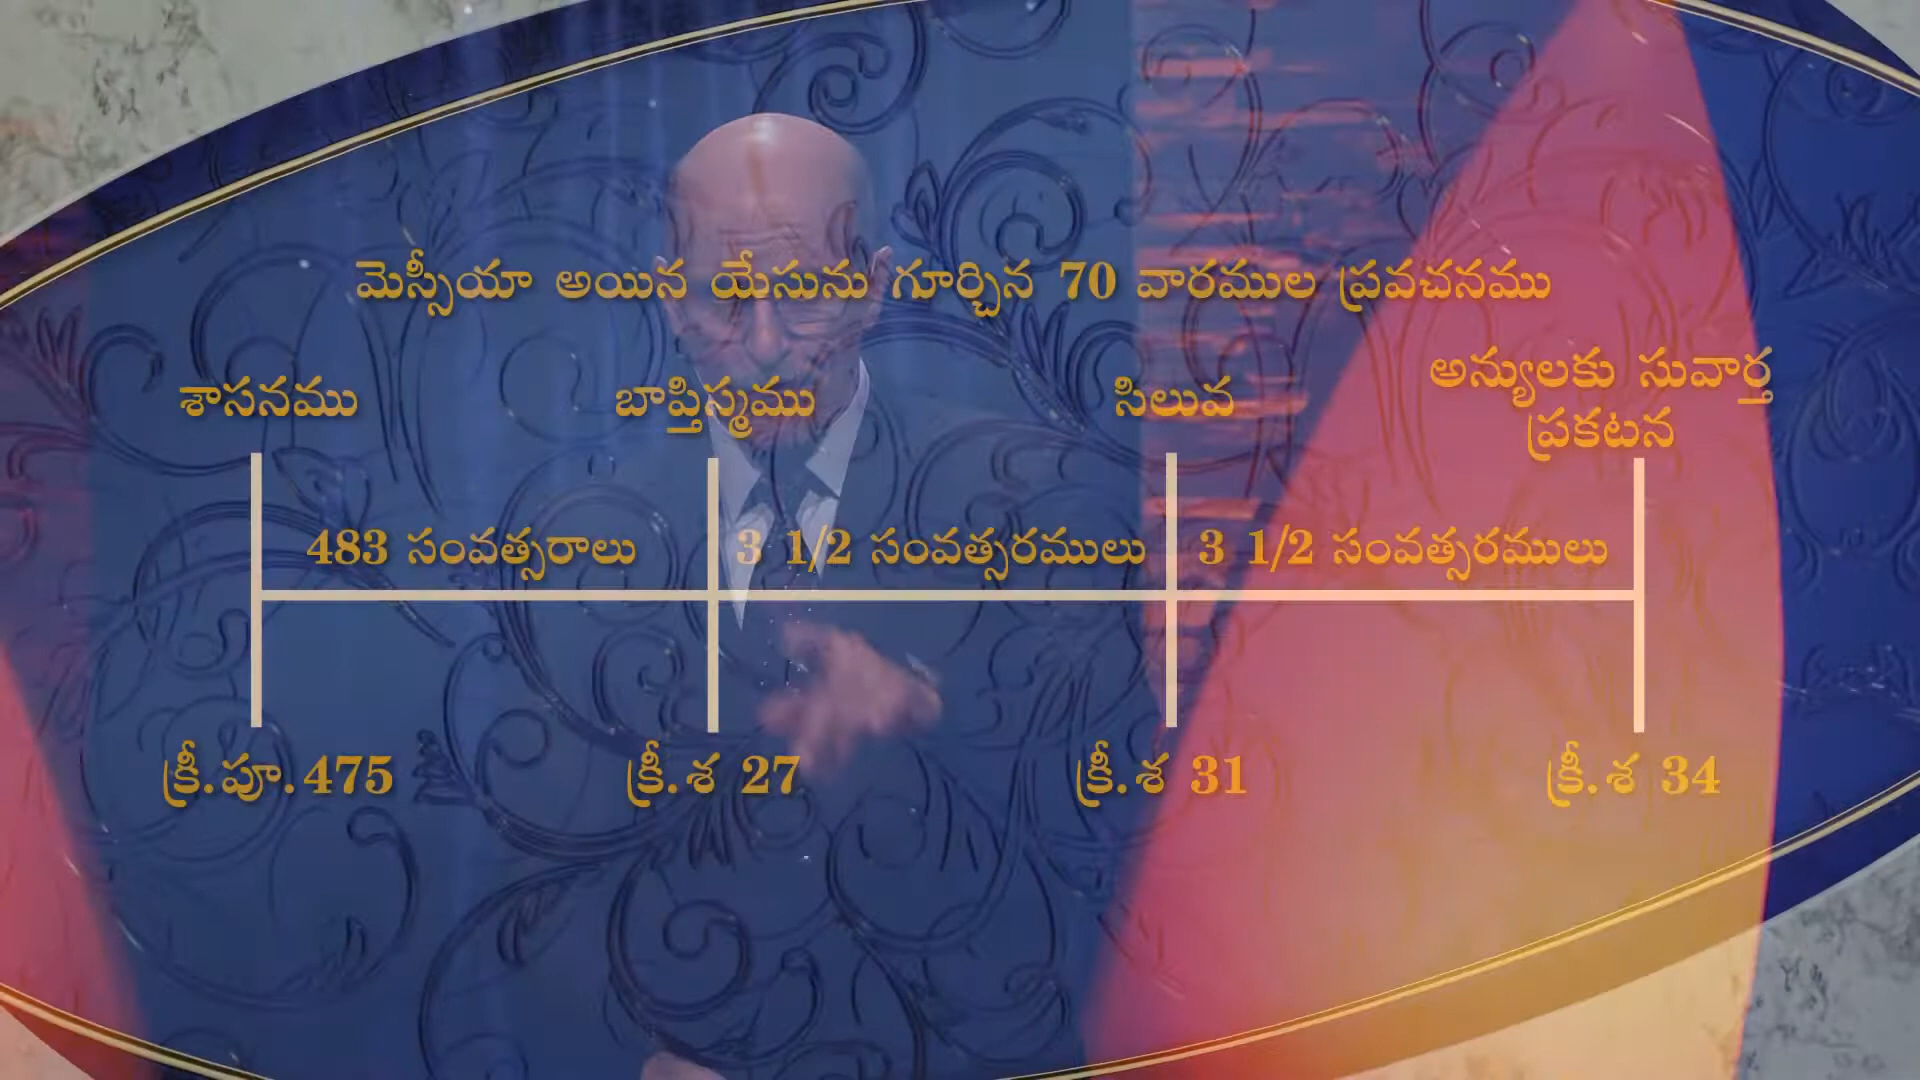 మెస్సీయా అయిన యేసును గూర్చిన 70 వారముల ప్రవచనము
శాసనము
బాప్తిస్మము
సిలువ
అన్యులకు సువార్త
ప్రకటన
483 సంవత్సరాలు
3 1/2 సంవత్సరములు
3 1/2 సంవత్సరములు
క్రీ.పూ.475
క్రీ.శ 27
క్రీ.శ 31
క్రీ.శ 34